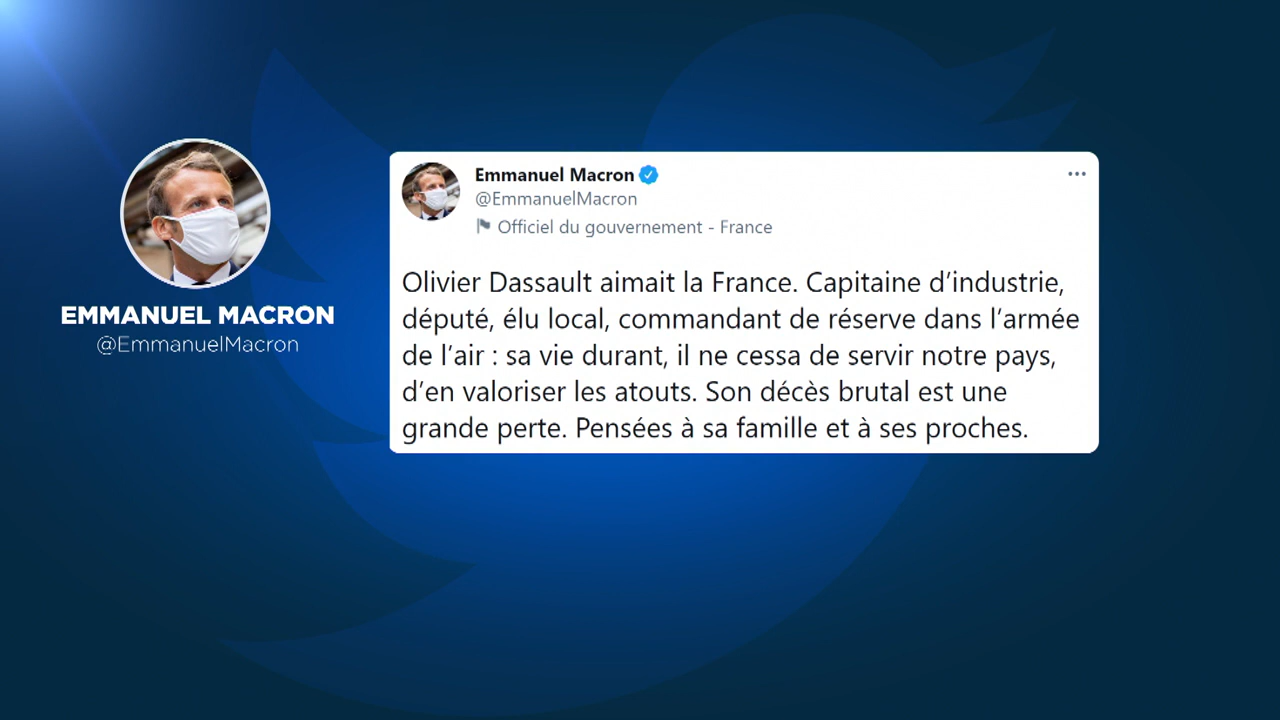 EMMANUEL MACRON
@EmmanuelMacron
Emmanuel Macron
@EmmanuelMacron
Officiel du gouvernement - France
Olivier Dassault aimait la France. Capitaine d’industrie,
député, élu local, commandant de réserve dans l’armée
de l’air : sa vie durant, il ne cessa de servir notre pays,
d’en valoriser les atouts. Son décès brutal est une
grande perte. Pensées à sa famille et à ses proches.